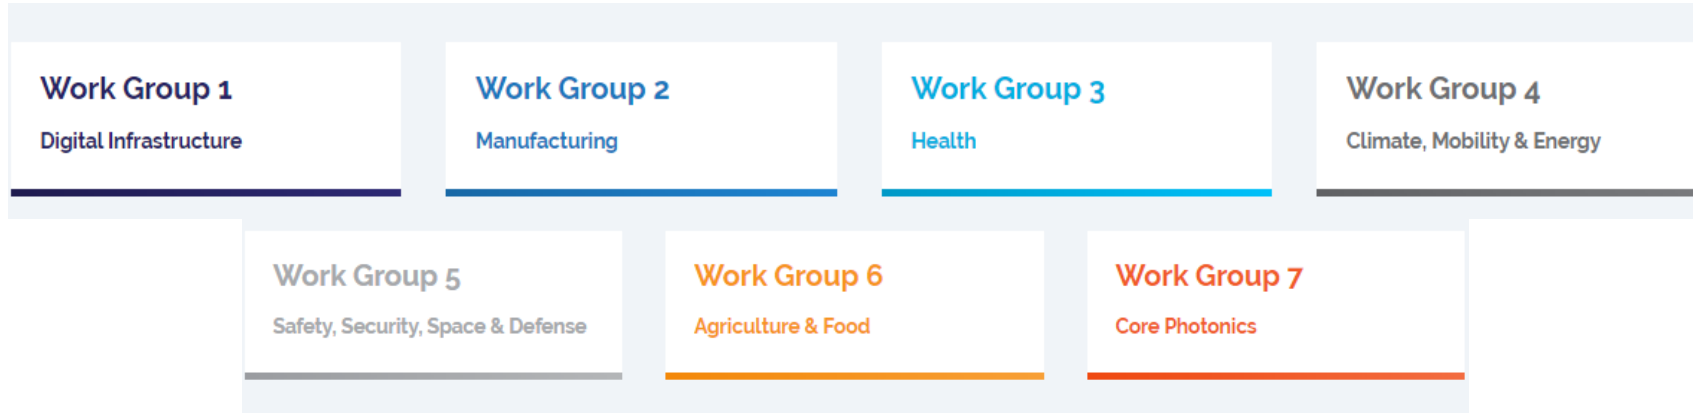 Work Group 1
Digital Infrastructure
Work Group 2
Manufacturing
Work Group 3
Health
Work Group 4
Climate, Mobility & Energy
Work Group 5
Safety, Security, Space & Defense
Work Group 6
Agriculture & Food
Work Group 7
Core Photonics